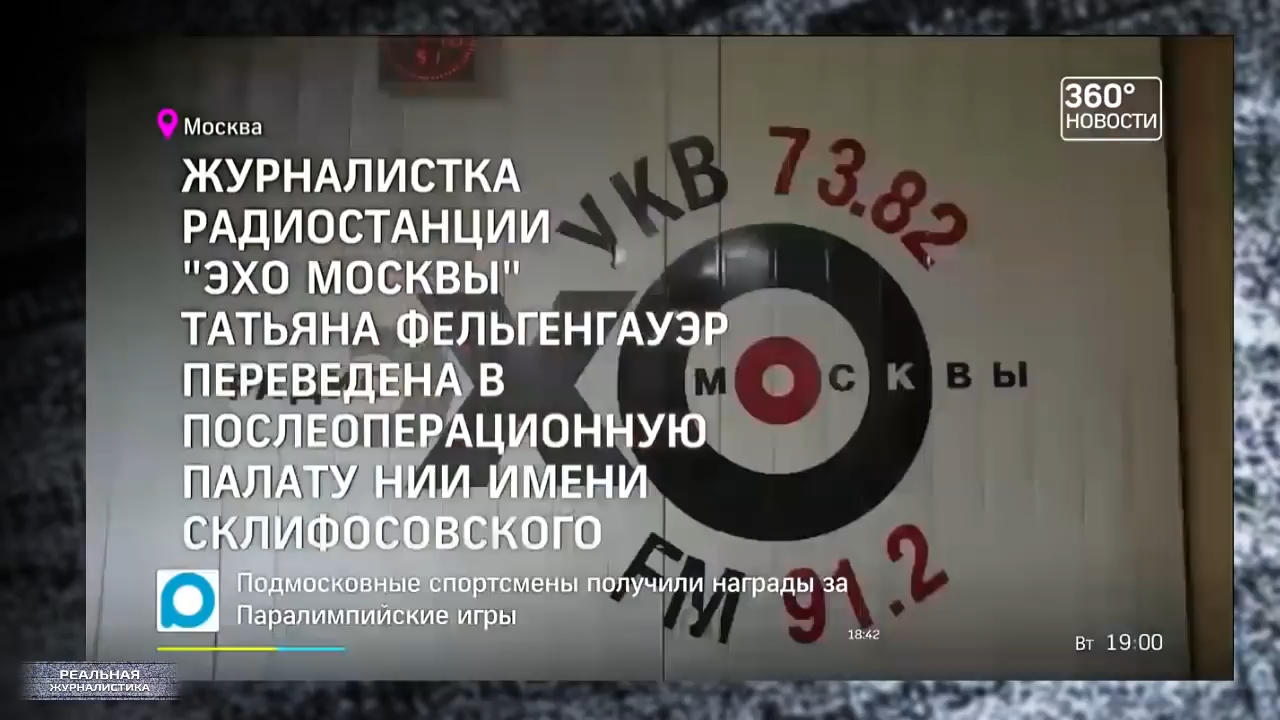 360°
НОВОСТИ
Москва
ЖУРНАЛИСТКА
РАДИОСТАНЦИИ
"ЭХО МОСКВЫ"
ТАТЬЯНА ФЕЛЬГЕНГАУЭР
ПЕРЕВЕДЕНА В
ПОСЛЕОПЕРАЦИОННУЮ
ПАЛАТУ НИИ ИМЕНИ
СКЛИФОСОВСКОГО
УКВ 73.82
МОСКВЫ
FM 91.2
Подмосковные спортсмены получили награды за
Паралимпийские игры
18:42
Вт 19:00
РЕАЛЬНАЯ
ЖУРНАЛИСТИКА